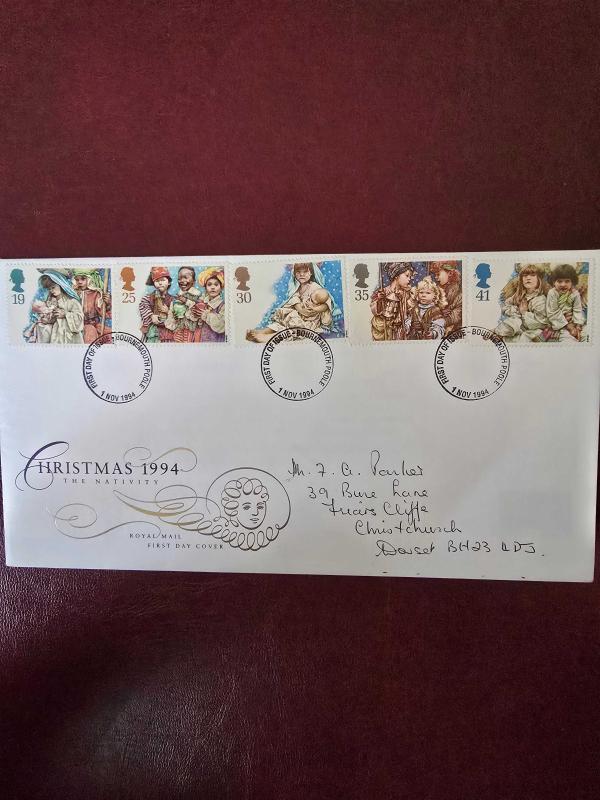 19
25
30
35
41
FIRST DAY OF ISSUE - BOURNEMOUTH POOLE
1 NOV 1994
FIRST DAY OF ISSUE - BOURNEMOUTH POOLE
1 NOV 1994
FIRST DAY OF ISSUE - BOURNEMOUTH POOLE
1 NOV 1994
CHRISTMAS 1994
THE NATIVITY
ROYAL MAIL
FIRST DAY COVER
Parker
39 Bure Lane
Friars Cliffe
Christchurch
Dorset BH23